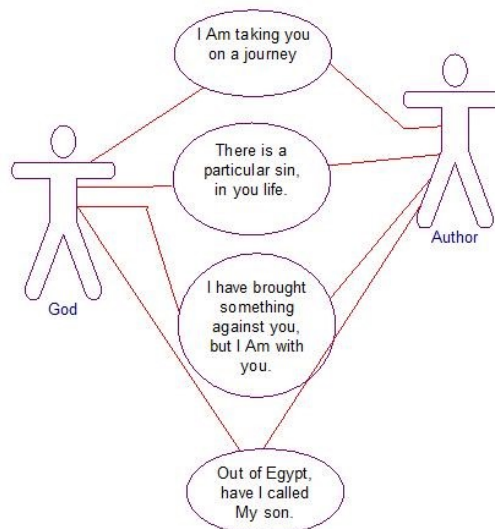 I Am taking you
on a journey
There is a
particular sin,
in you life.
Author
God
I have brought
something
against you,
but I Am with
you.
Out of Egypt,
have I called
My son.